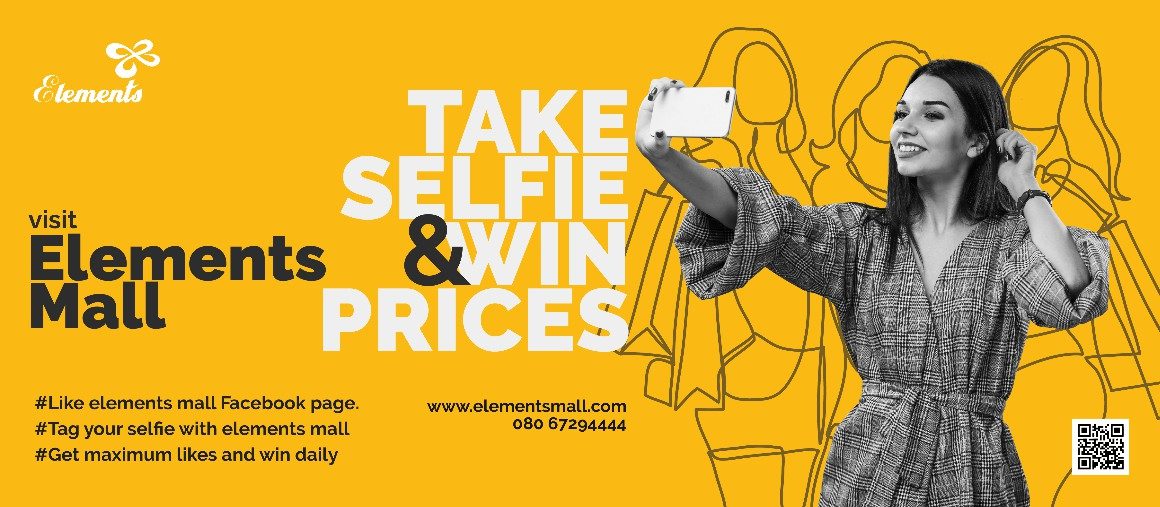 Elements
visit
Elements
Mall
TAKE
SELFIE
&WIN
PRICES
#Like elements mall Facebook page.
#Tag your selfie with elements mall
#Get maximum likes and win daily
www.elementsmall.com
080 67294444